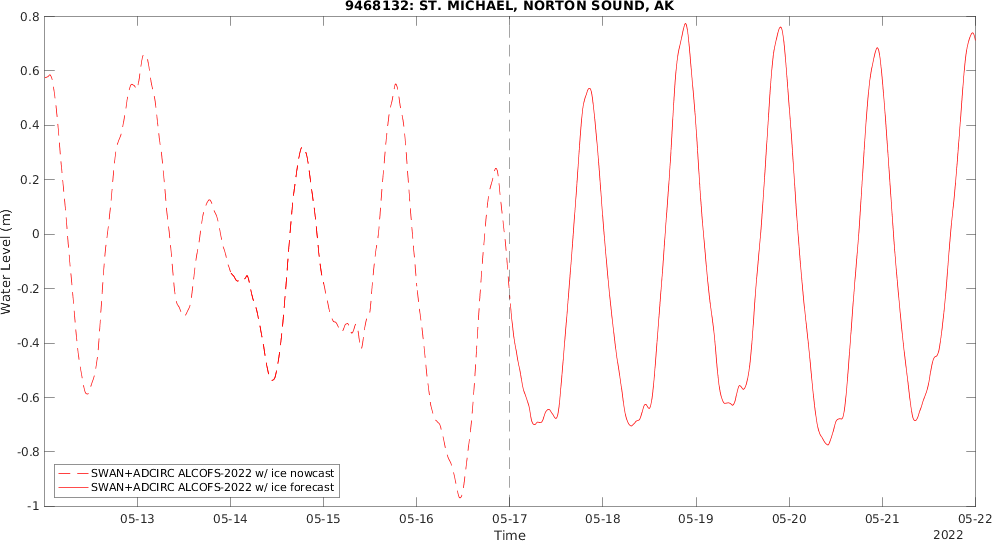 9468132: ST. MICHAEL, NORTON SOUND, AK
Water Level (m)
0.8
0.6
0.4
0.2
0
-0.2
-0.4
-0.6
-0.8
-1
SWAN+ADCIRC ALCOFS-2022 w/ ice nowcast
SWAN+ADCIRC ALCOFS-2022 w/ ice forecast
05-13 05-14 05-15 05-16 05-17 05-18 05-19 05-20 05-21 05-22
Time
2022